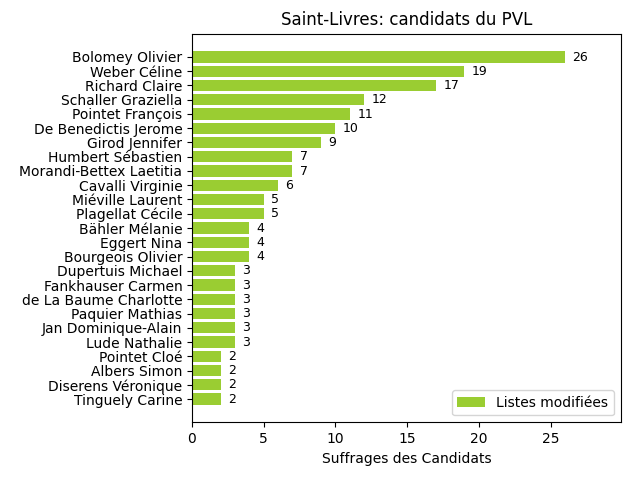 Saint-Livres: candidats du PVL
Bolomey Olivier 26
Weber Céline 19
Richard Claire 17
Schaller Graziella 12
Pointet François 11
De Benedictis Jerome 10
Girod Jennifer 9
Humbert Sébastien 7
Morandi-Bettex Laetitia 7
Cavalli Virginie 6
Miéville Laurent 5
Plagellat Cécile 5
Bähler Mélanie 4
Eggert Nina 4
Bourgeois Olivier 4
Dupertuis Michael 3
Fankhauser Carmen 3
de La Baume Charlotte 3
Paquier Mathias 3
Jan Dominique-Alain 3
Lude Nathalie 3
Pointet Cloé 2
Albers Simon 2
Diserens Véronique 2
Tinguely Carine 2
Listes modifiées
0 5 10 15 20 25
Suffrages des Candidats